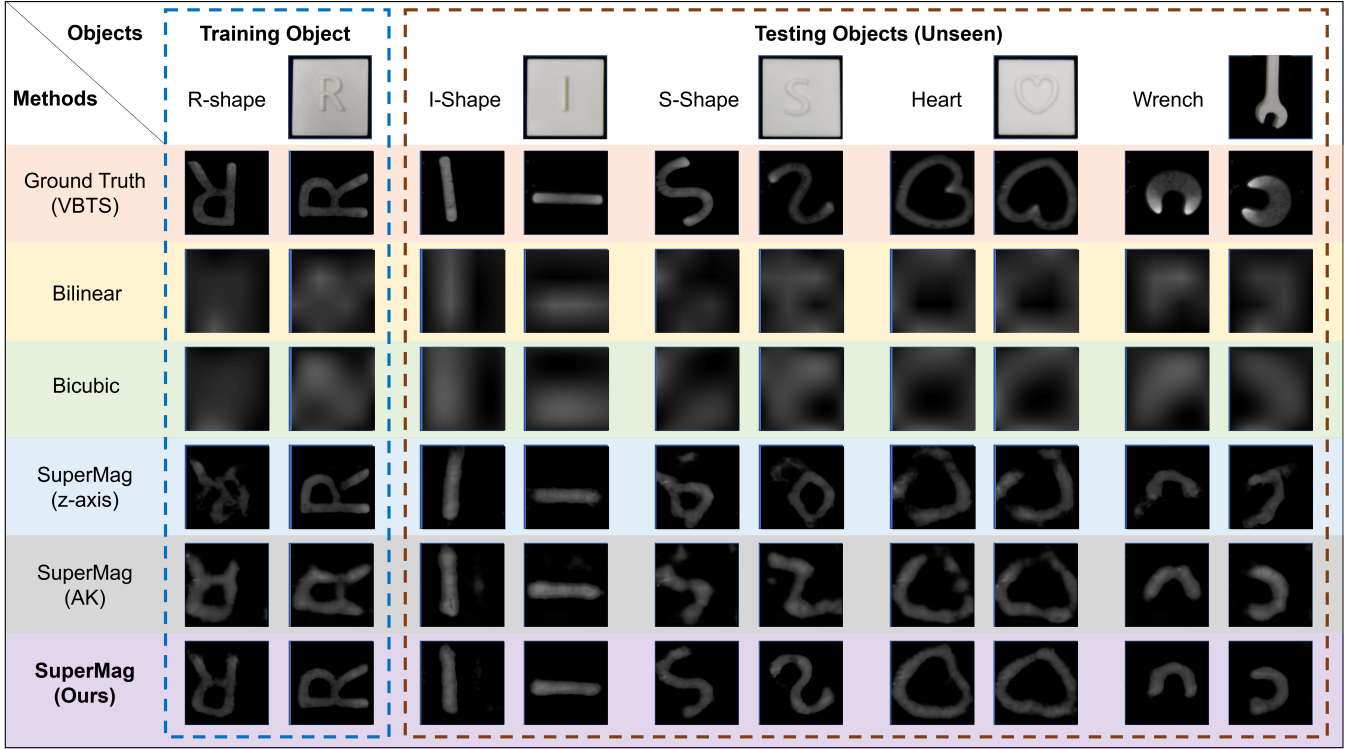 Objects
Methods
Training Object
Testing Objects (Unseen)
R-shape
I-Shape
S-Shape
Heart
Wrench
R
I
S
Ground Truth
(VBTS)
Bilinear
Bicubic
SuperMag
(z-axis)
SuperMag
(AK)
SuperMag
(Ours)